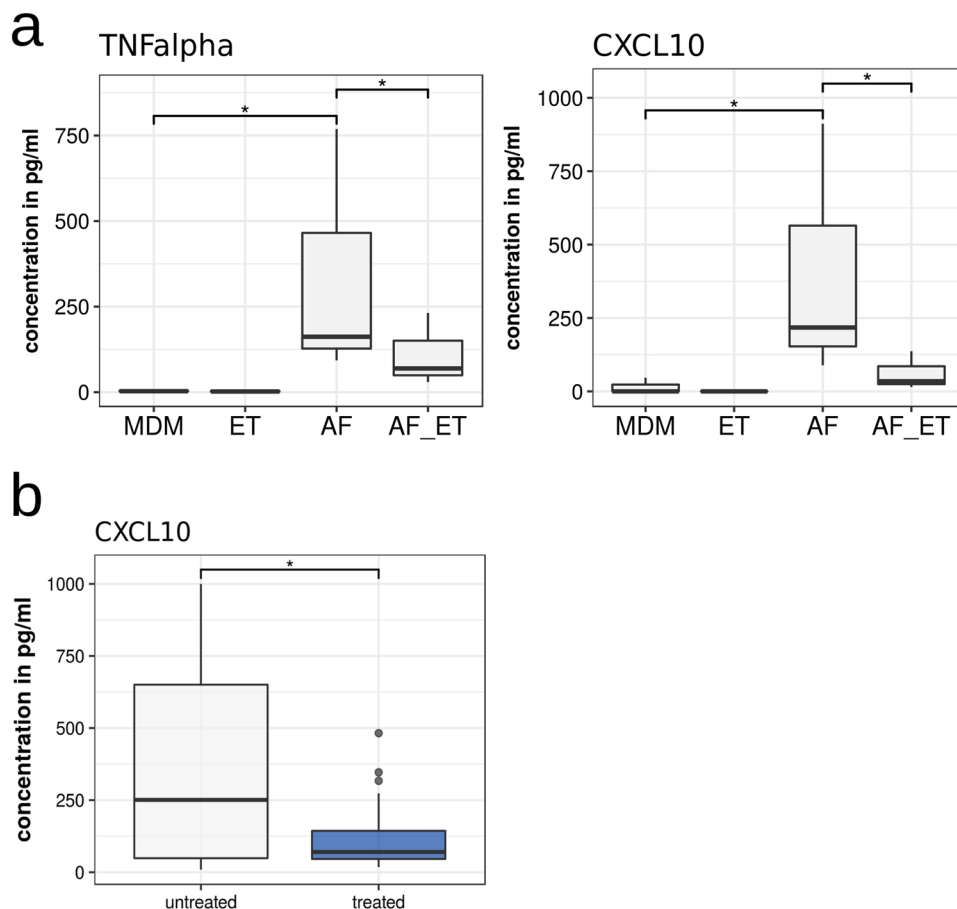 a
TNFalpha
CXCL10
concentration in pg/ml
750
500
250
0
*
*
MDM ET AF AF_ET
concentration in pg/ml
1000
750
500
250
0
*
*
MDM ET AF AF_ET
b
CXCL10
concentration in pg/ml
1000
750
500
250
0
*
untreated treated